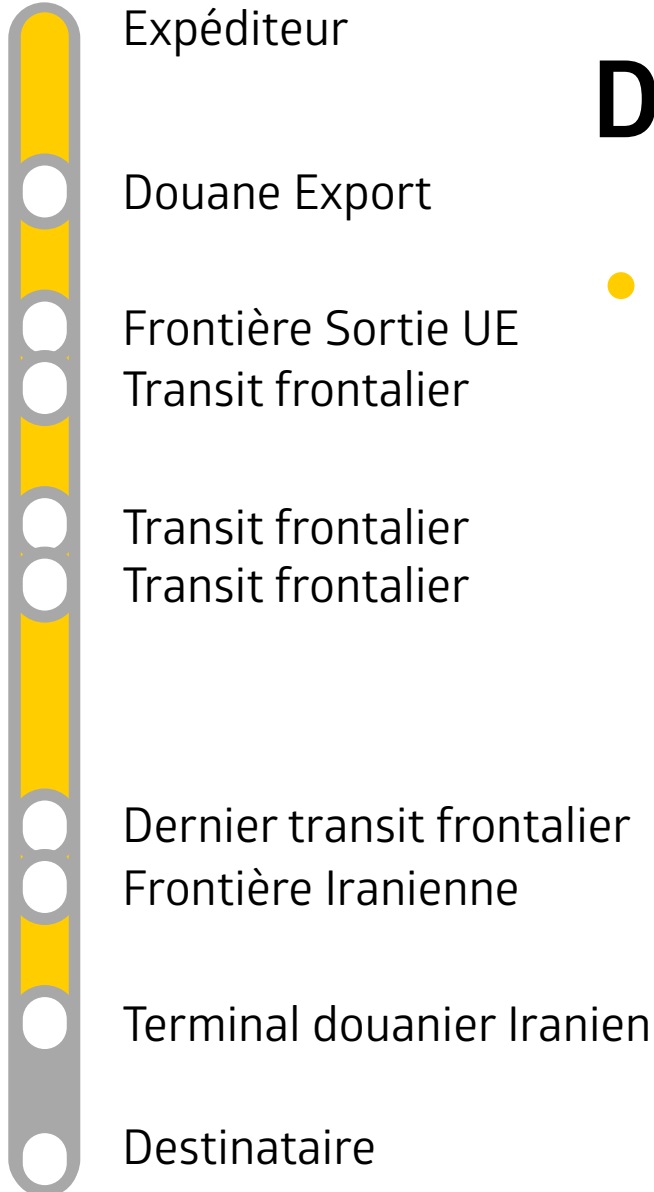 Expéditeur
D
Douane Export
Frontière Sortie UE
Transit frontalier
Transit frontalier
Transit frontalier
Dernier transit frontalier
Frontière Iranienne
Terminal douanier Iranien
Destinataire